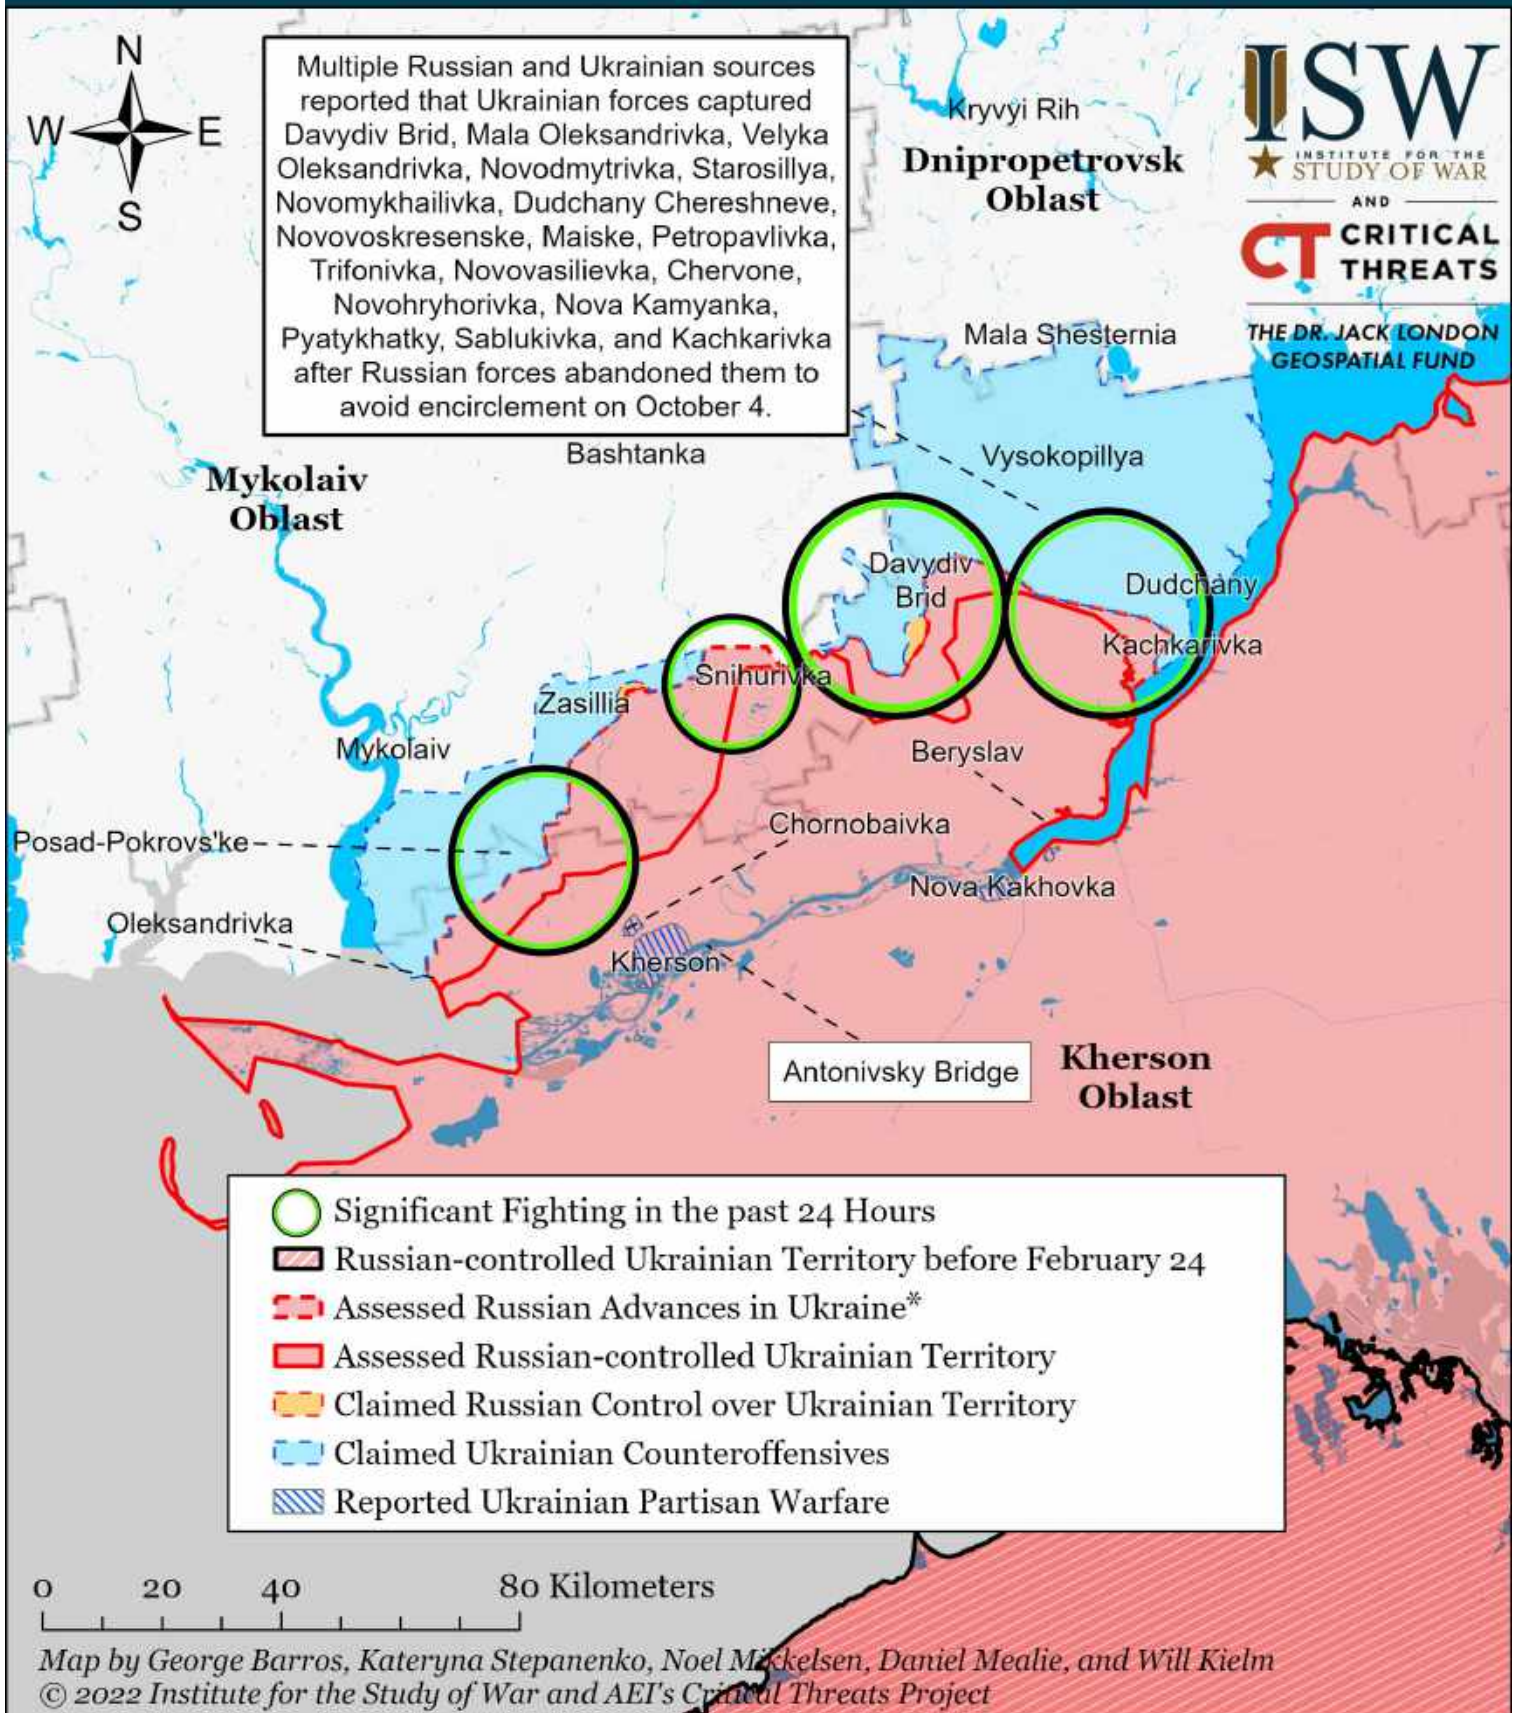 N
W E
S
Multiple Russian and Ukrainian sources
reported that Ukrainian forces captured
Davydiv Brid, Mala Oleksandrivka, Velyka
Oleksandrivka, Novodmytrivka, Starosillya,
Novomykhailivka, Dudchany Chereshneve,
Novovoskresenske, Maiske, Petropavlivka,
Trifonivka, Novovasilievka, Chervone,
Novohryhorivka, Nova Kamyanka,
Pyatykhatky, Sablukivka, and Kachkarivka
after Russian forces abandoned them to
avoid encirclement on October 4.
ISW
INSTITUTE FOR THE
STUDY OF WAR
AND
CT CRITICAL
THREATS
THE DR. JACK LONDON
GEOSPATIAL FUND
Kryvyi Rih
Dnipropetrovsk
Oblast
Mala Shesternia
Bashtanka
Vysokopillya
Mykolaiv
Oblast
Davydiv
Brid
Dudchany
Kachkarivka
Snihurivka
Zasillia
Mykolaiv
Beryslav
Chornobaivka
Posad-Pokrovs'ke
Nova Kakhovka
Oleksandrivka
Kherson
Antonivsky Bridge
Kherson
Oblast
Significant Fighting in the past 24 Hours
Russian-controlled Ukrainian Territory before February 24
Assessed Russian Advances in Ukraine*
Assessed Russian-controlled Ukrainian Territory
Claimed Russian Control over Ukrainian Territory
Claimed Ukrainian Counteroffensives
Reported Ukrainian Partisan Warfare
0 20 40 80 Kilometers
Map by George Barros, Kateryna Stepanenko, Noel Mikkelsen, Daniel Mealie, and Will Kielm
© 2022 Institute for the Study of War and AEI's Critical Threats Project